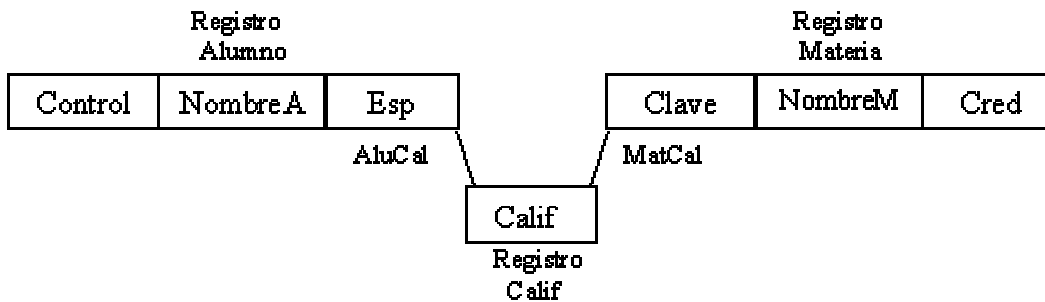 Registro
Alumno
Registro
Materia
Control
NombreA
Esp
Clave
NombreM
Cred
AluCal
MatCal
Calif
Registro
Calif